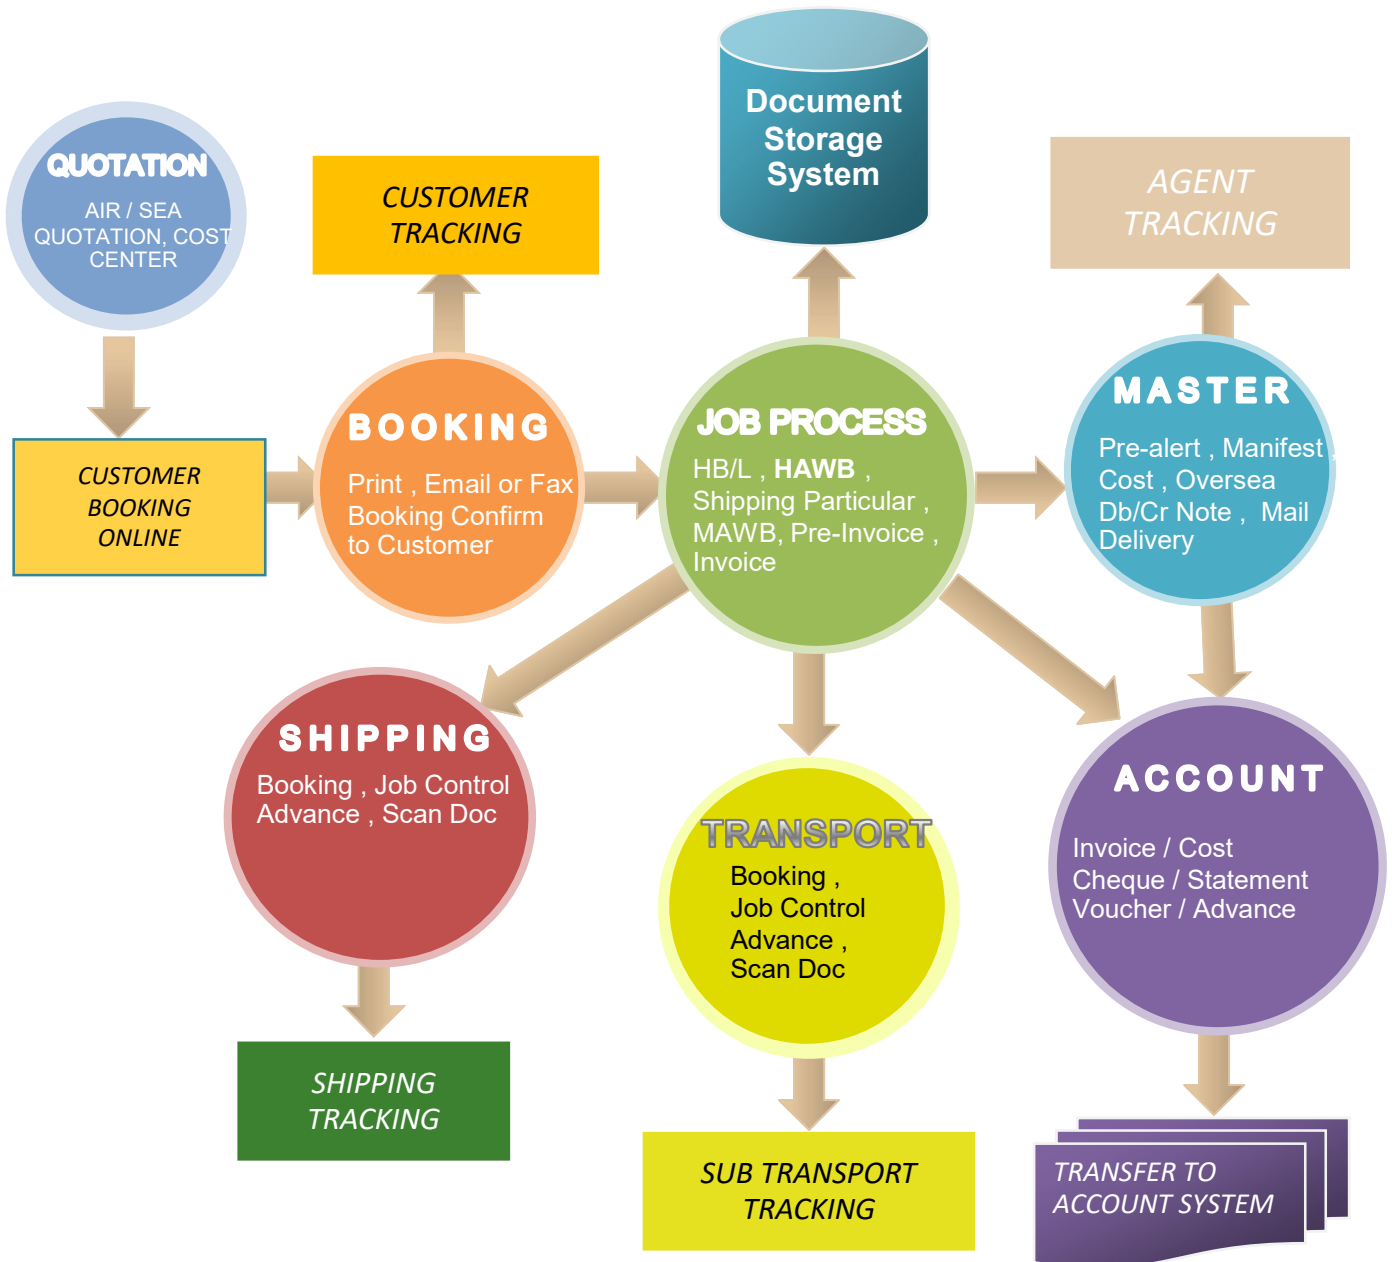 QUOTATION
AIR / SEA
QUOTATION, COST
CENTER
CUSTOMER
TRACKING
Document
Storage
System
AGENT
TRACKING
CUSTOMER
BOOKING
ONLINE
BOOKING
Print , Email or Fax
Booking Confirm
to Customer
JOB PROCESS
HB/L , HAWB ,
Shipping Particular ,
MAWB, Pre-Invoice ,
Invoice
MASTER
Pre-alert , Manifest ,
Cost , Oversea
Db/Cr Note , Mail
Delivery
SHIPPING
Booking , Job Control
Advance , Scan Doc
TRANSPORT
Booking ,
Job Control
Advance ,
Scan Doc
ACCOUNT
Invoice / Cost
Cheque / Statement
Voucher / Advance
SHIPPING
TRACKING
SUB TRANSPORT
TRACKING
TRANSFER TO
ACCOUNT SYSTEM